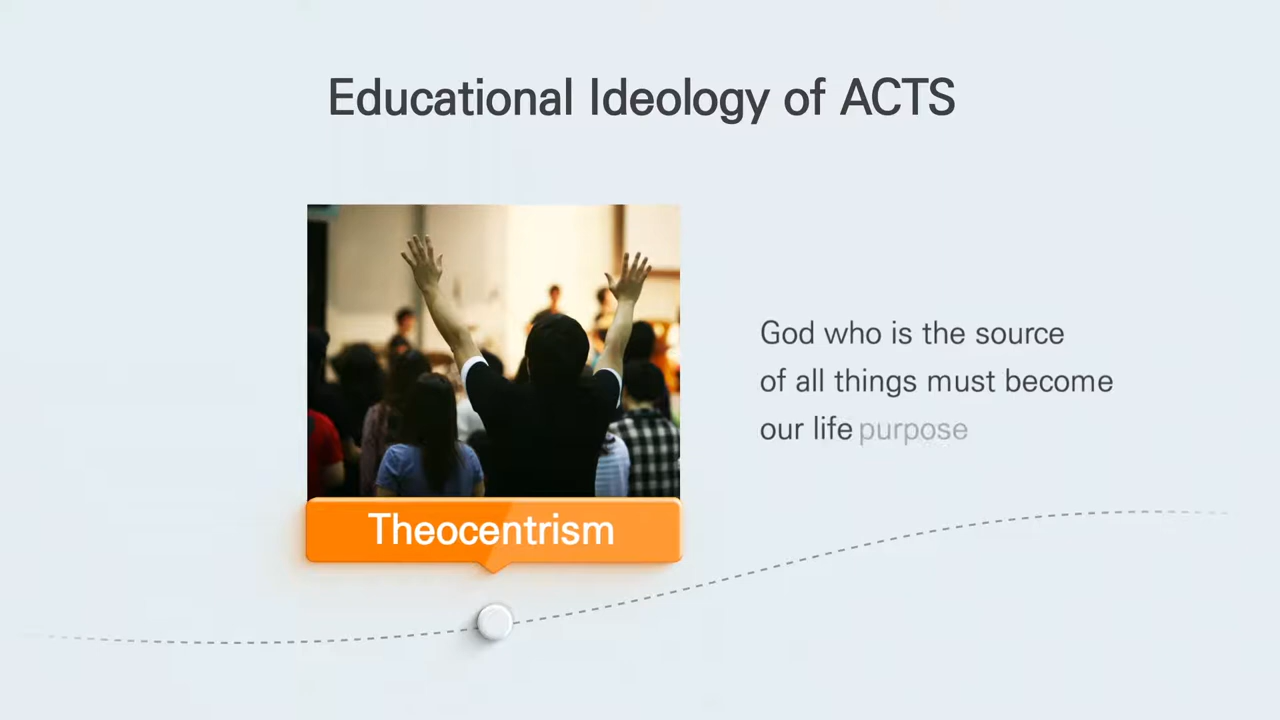 Educational Ideology of ACTS
God who is the source
of all things must become
our life purpose
Theocentrism